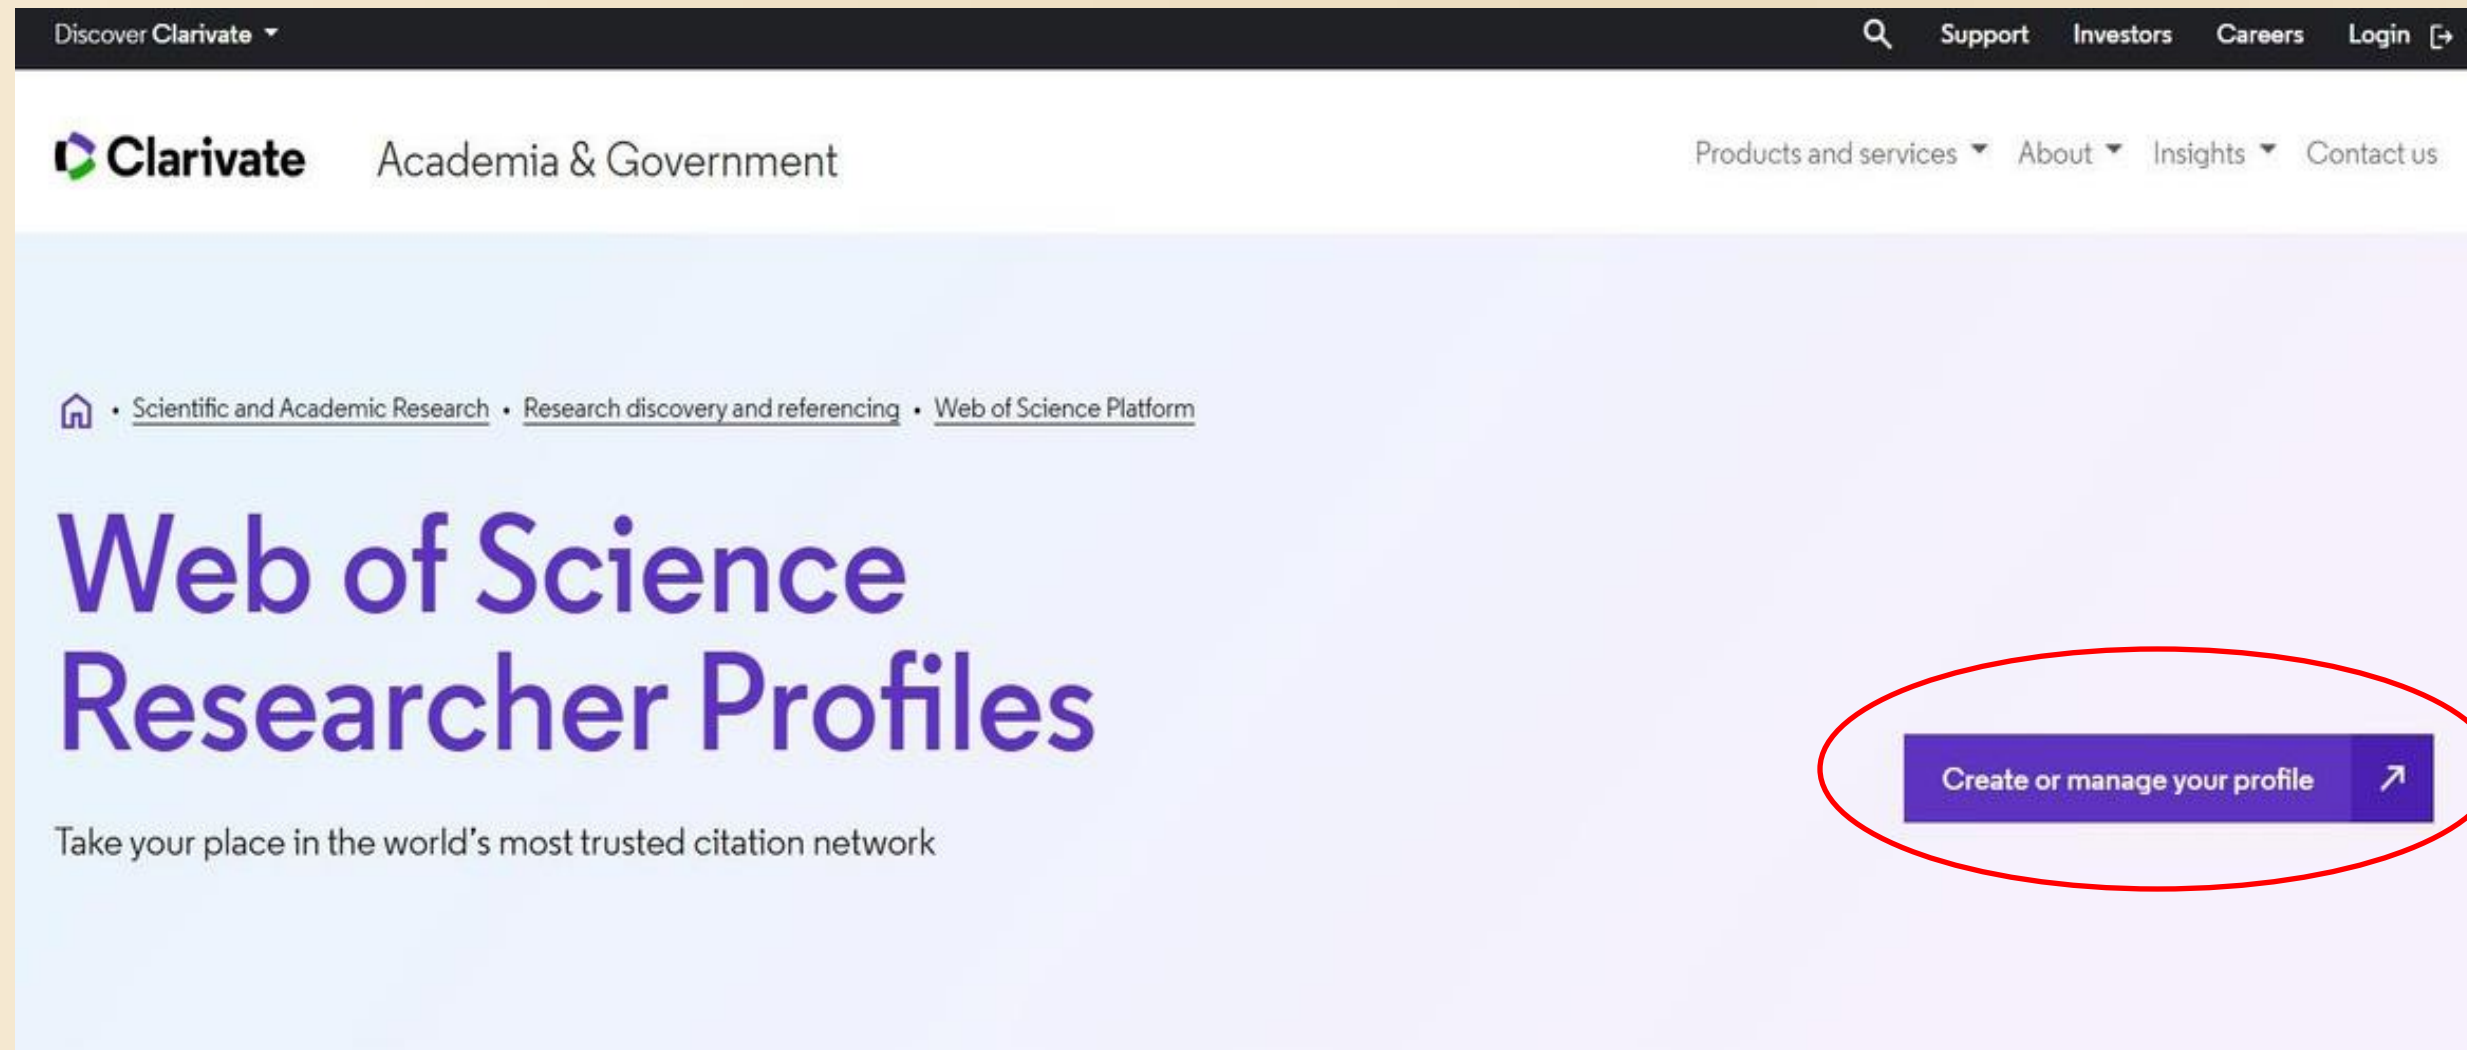 Discover Clarivate
Support Investors Careers Login
Clarivate Academia & Government
Products and services About Insights Contact us
• Scientific and Academic Research • Research discovery and referencing • Web of Science Platform
Web of Science
Researcher Profiles
Create or manage your profile
Take your place in the world's most trusted citation network